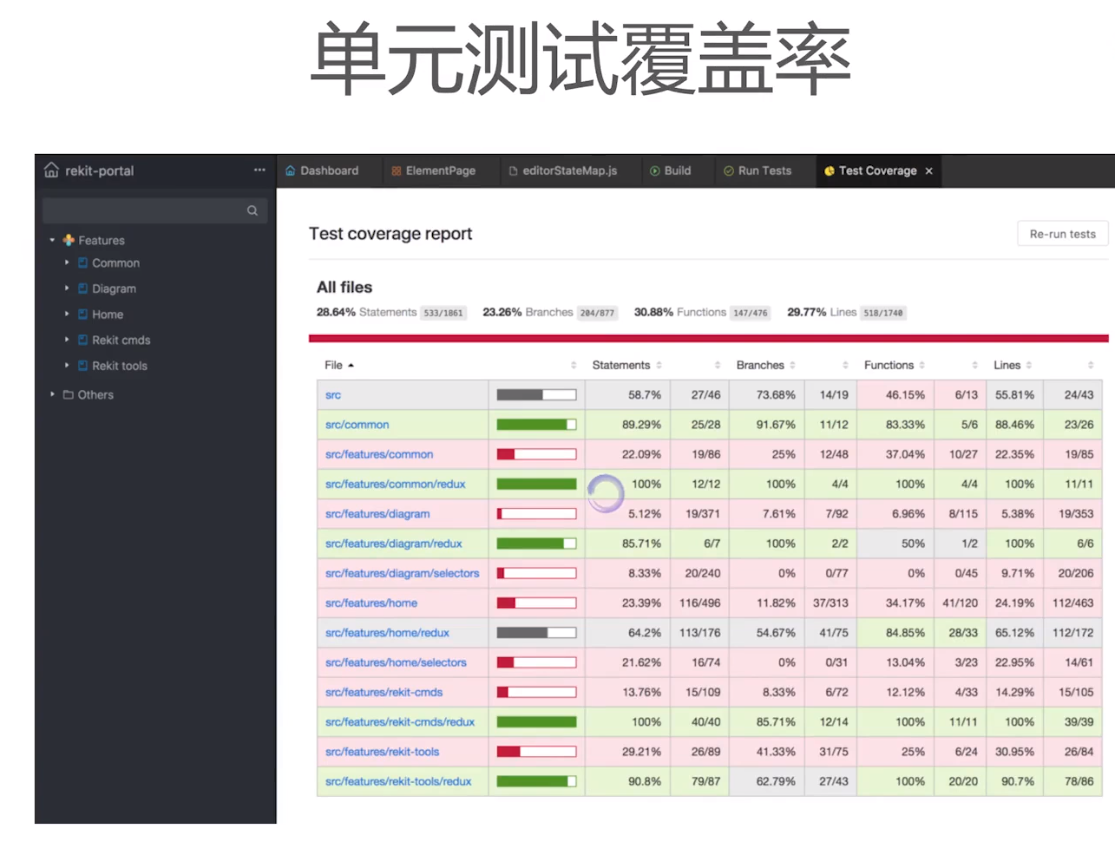 单元测试覆盖率
rekit-portal
Dashboard ElementPage editorStateMap.js Build Run Tests Test Coverage
Features
Common
Diagram
Home
Rekit cmds
Rekit tools
Others
Test coverage report Re-run tests
All files
28.64% Statements 533/1861 23.26% Branches 204/877 30.88% Functions 147/476 29.77% Lines 518/1740
File Statements Branches Functions Lines
src 58.7% 27/46 73.68% 14/19 46.15% 6/13 55.81% 24/43
src/common 89.29% 25/28 91.67% 11/12 83.33% 5/6 88.46% 23/26
src/features/common 22.09% 19/86 25% 12/48 37.04% 10/27 22.35% 19/85
src/features/common/redux 100% 12/12 100% 4/4 100% 4/4 100% 11/11
src/features/diagram 5.12% 19/371 7.61% 7/92 6.96% 8/115 5.38% 19/353
src/features/diagram/redux 85.71% 6/7 100% 2/2 50% 1/2 100% 6/6
src/features/diagram/selectors 8.33% 20/240 0% 0/77 0% 0/45 9.71% 20/206
src/features/home 23.39% 116/496 11.82% 37/313 34.17% 41/120 24.19% 112/463
src/features/home/redux 64.2% 113/176 54.67% 41/75 84.85% 28/33 65.12% 112/172
src/features/home/selectors 21.62% 16/74 0% 0/31 13.04% 3/23 22.95% 14/61
src/features/rekit-cmds 13.76% 15/109 8.33% 6/72 12.12% 4/33 14.29% 15/105
src/features/rekit-cmds/redux 100% 40/40 85.71% 12/14 100% 11/11 100% 39/39
src/features/rekit-tools 29.21% 26/89 41.33% 31/75 25% 6/24 30.95% 26/84
src/features/rekit-tools/redux 90.8% 79/87 62.79% 27/43 100% 20/20 90.7% 78/86